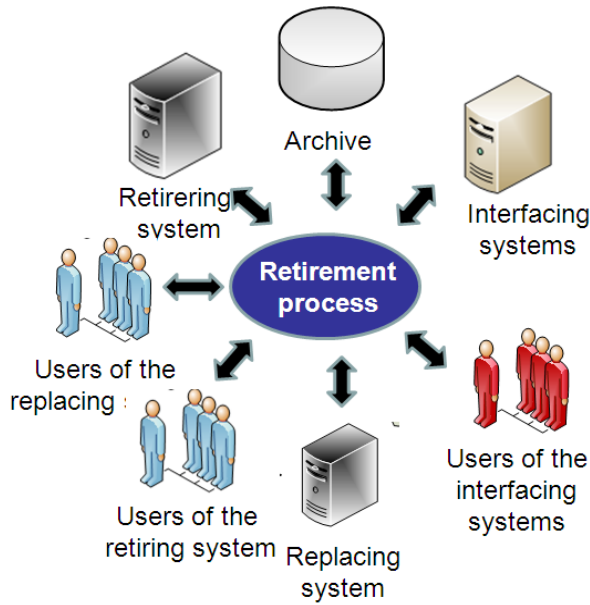 Archive
Retirering
system
Interfacing
systems
Retirement
process
Users of the
replacing
Users of the
interfacing
systems
Users of the
retiring system
Replacing
system